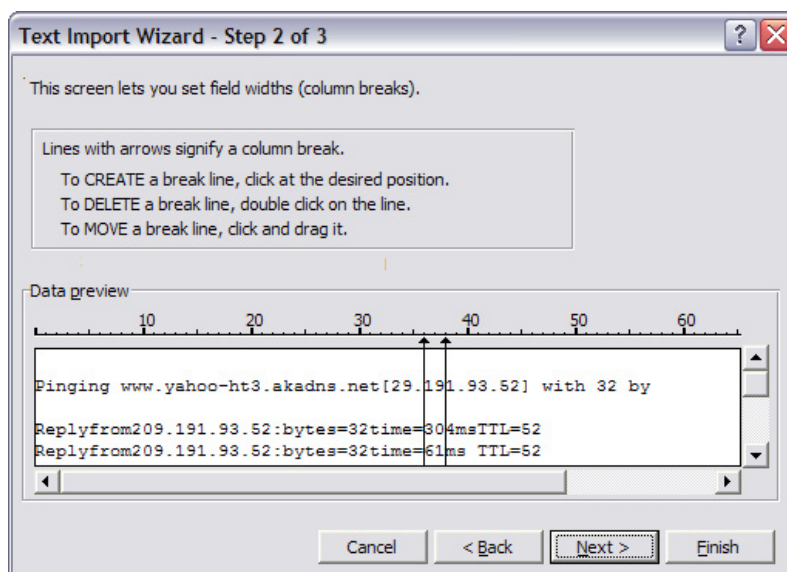 Text Import Wizard - Step 2 of 3
This screen lets you set field widths (column breaks).
Lines with arrows signify a column break.
To CREATE a break line, click at the desired position.
To DELETE a break line, double click on the line.
To MOVE a break line, click and drag it.
Data preview
10 20 30 40 50 60
Pinging www.yahoo-ht3.akadns.net[29.191.93.52] with 32 by
Replyfrom209.191.93.52:bytes=32time=304msTTL=52
Replyfrom209.191.93.52:bytes=32time=61ms TTL=52
Cancel < Back Next > Finish